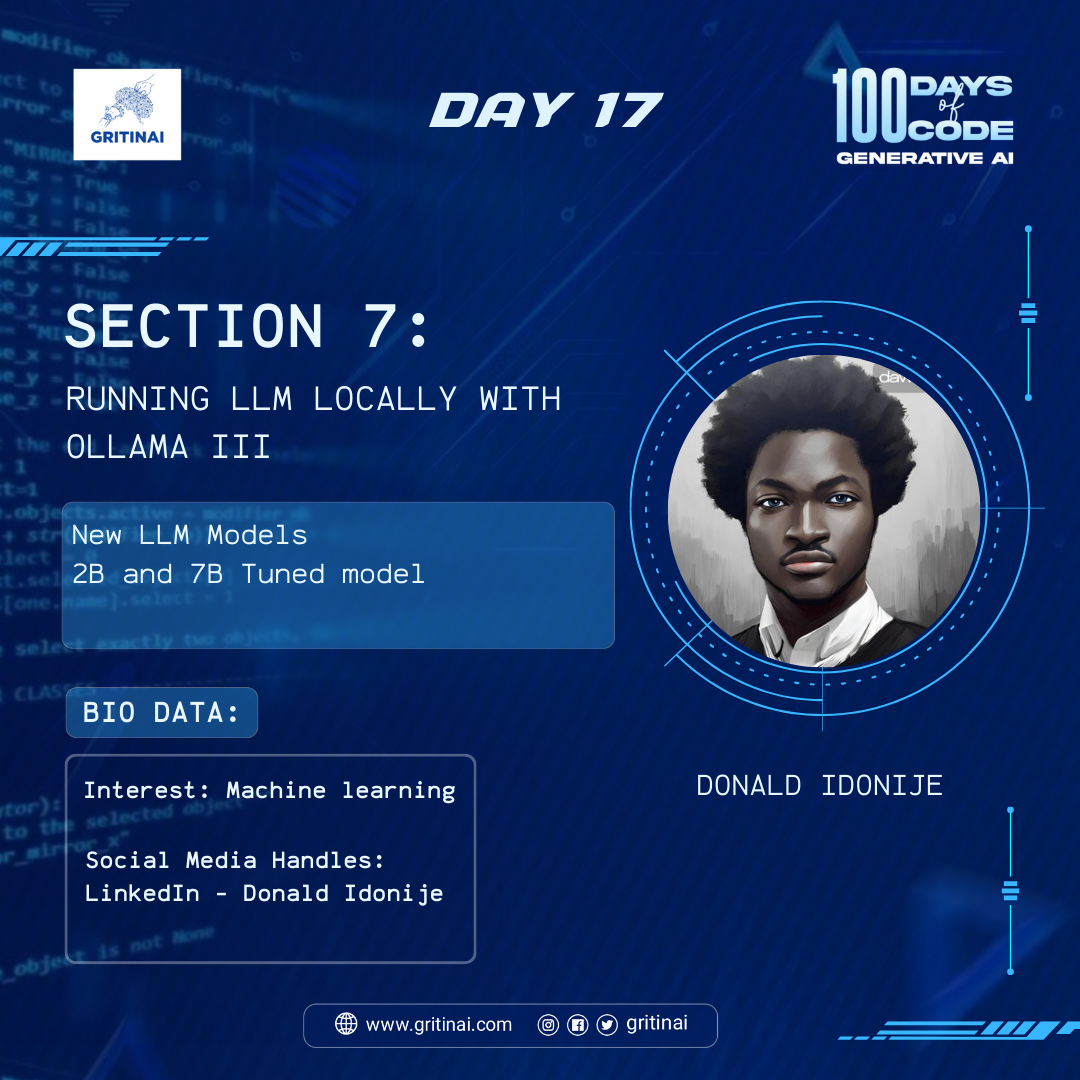 GRITINAI
DAY 17
100 DAYS
of
CODE
GENERATIVE AI
SECTION 7:
RUNNING LLM LOCALLY WITH
OLLAMA III
New LLM Models
2B and 7B Tuned model
BIO DATA:
Interest: Machine learning
Social Media Handles:
LinkedIn - Donald Idonije
DONALD IDONIJE
www.gritinai.com gritinai